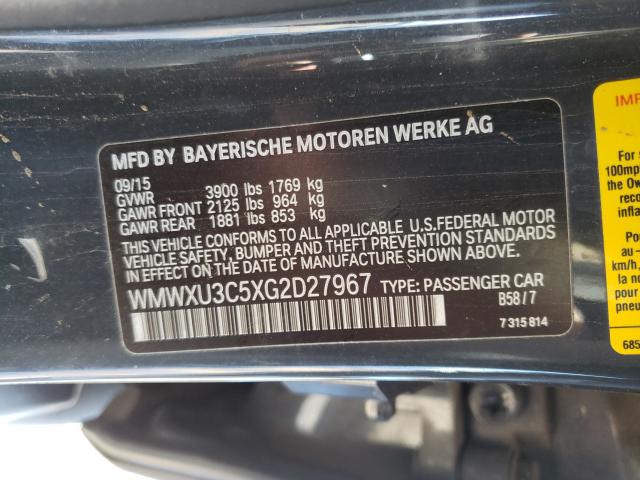 MFD BY BAYERISCHE MOTOREN WERKE AG
09/15
GVWR 3900 lbs 1769 kg
GAWR FRONT 2125 lbs 964 kg
GAWR REAR 1881 lbs 853 kg
THIS VEHICLE CONFORMS TO ALL APPLICABLE U.S.FEDERAL MOTOR
VEHICLE SAFETY, BUMPER AND THEFT PREVENTION STANDARDS
IN EFFECT ON THE DATE OF MANUFACTURE SHOWN ABOVE.
WMWXU3C5XG2D27967 TYPE: PASSENGER CAR
B58/7
7 315 814
IMP
For
100mp
the Ow
reco
infla
Po
au-
km/h,
pneu
685